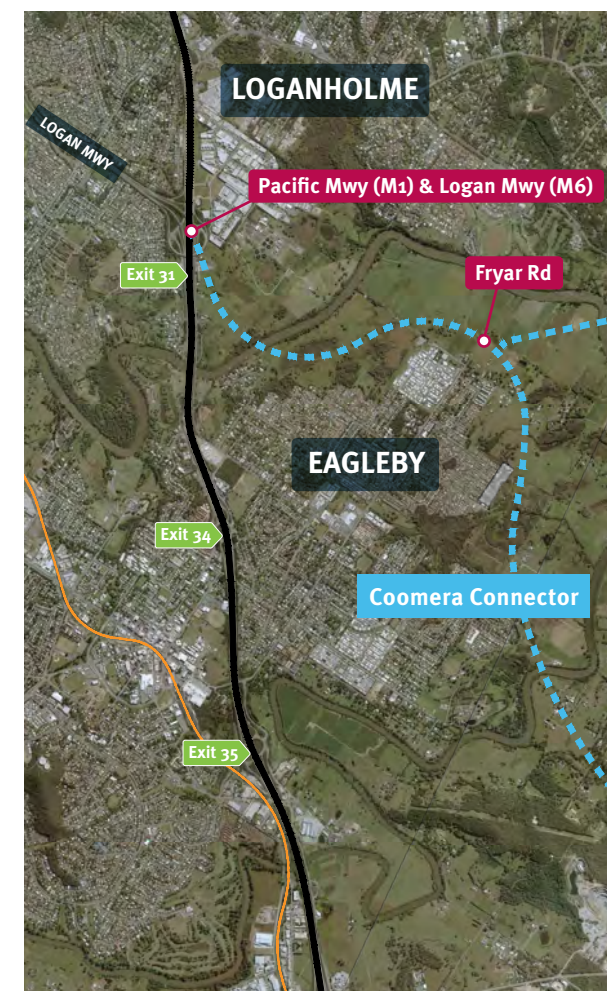 LOGANHOLME
LOGAN MWY
Pacific Mwy (M1) & Logan Mwy (M6)
Exit 31
Fryar Rd
EAGLEBY
Exit 34
Coomera Connector
Exit 35